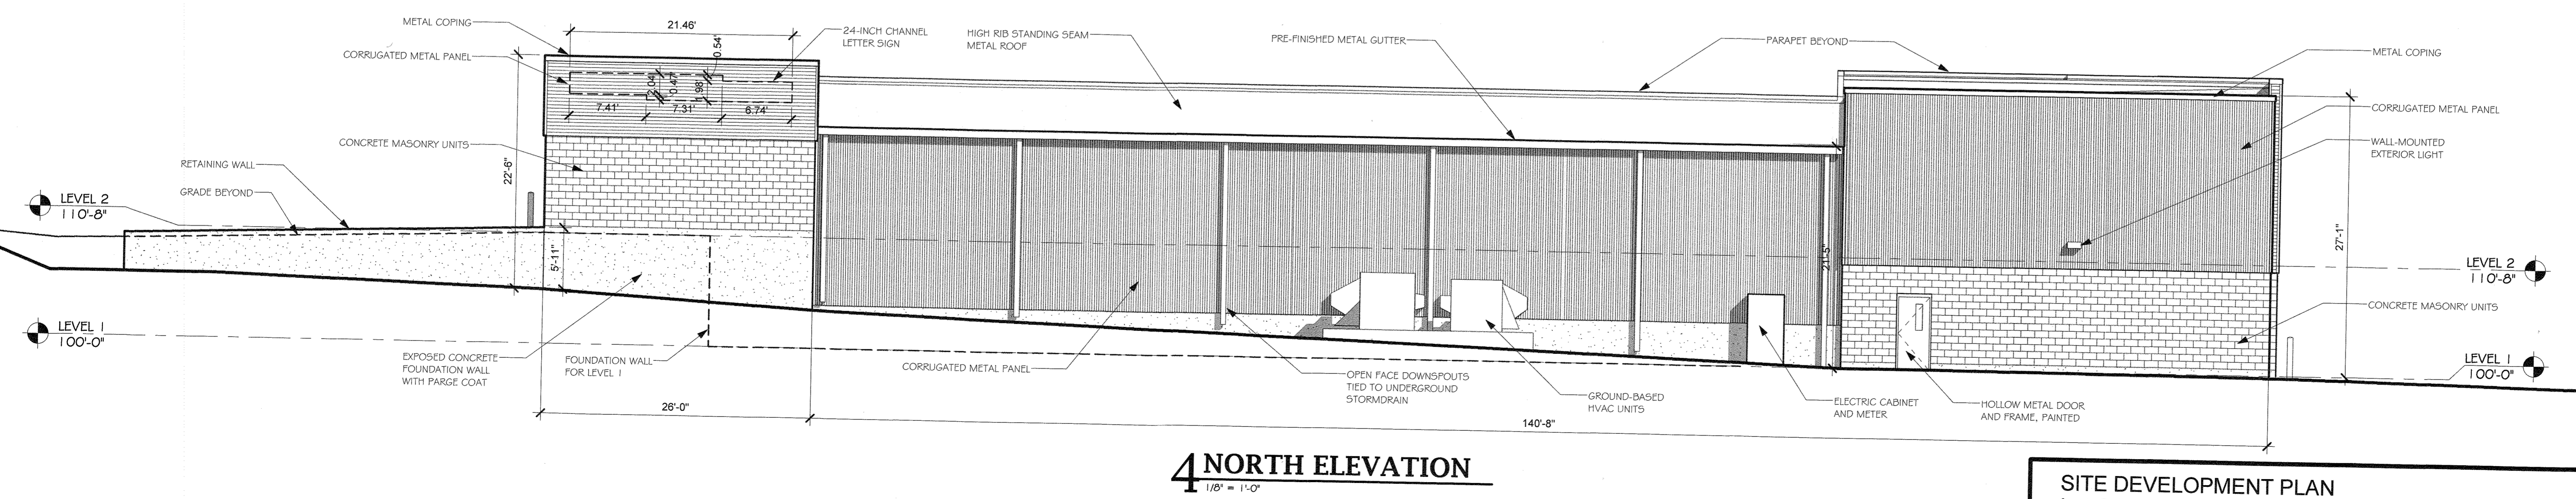 METAL COPING
21.46'
0.54'
24-INCH CHANNEL
LETTER SIGN
HIGH RIB STANDING SEAM
METAL ROOF
PRE-FINISHED METAL GUTTER
PARAPET BEYOND
METAL COPING
CORRUGATED METAL PANEL
2.04'
0.47'
1.98'
7.41'
7.31'
6.74'
CORRUGATED METAL PANEL
CONCRETE MASONRY UNITS
WALL-MOUNTED
EXTERIOR LIGHT
RETAINING WALL
22'-6"
GRADE BEYOND
LEVEL 2
110'-8"
5'-11"
21'-5"
27'-1"
LEVEL 2
110'-8"
CONCRETE MASONRY UNITS
LEVEL 1
100'-0"
EXPOSED CONCRETE
FOUNDATION WALL
WITH PARGE COAT
FOUNDATION WALL
FOR LEVEL 1
CORRUGATED METAL PANEL
OPEN FACE DOWNSPOUTS
TIED TO UNDERGROUND
STORMDRAIN
GROUND-BASED
HVAC UNITS
ELECTRIC CABINET
AND METER
HOLLOW METAL DOOR
AND FRAME, PAINTED
LEVEL 1
100'-0"
26'-0"
140'-8"
4 NORTH ELEVATION
1/8" = 1'-0"
SITE DEVELOPMENT PLAN